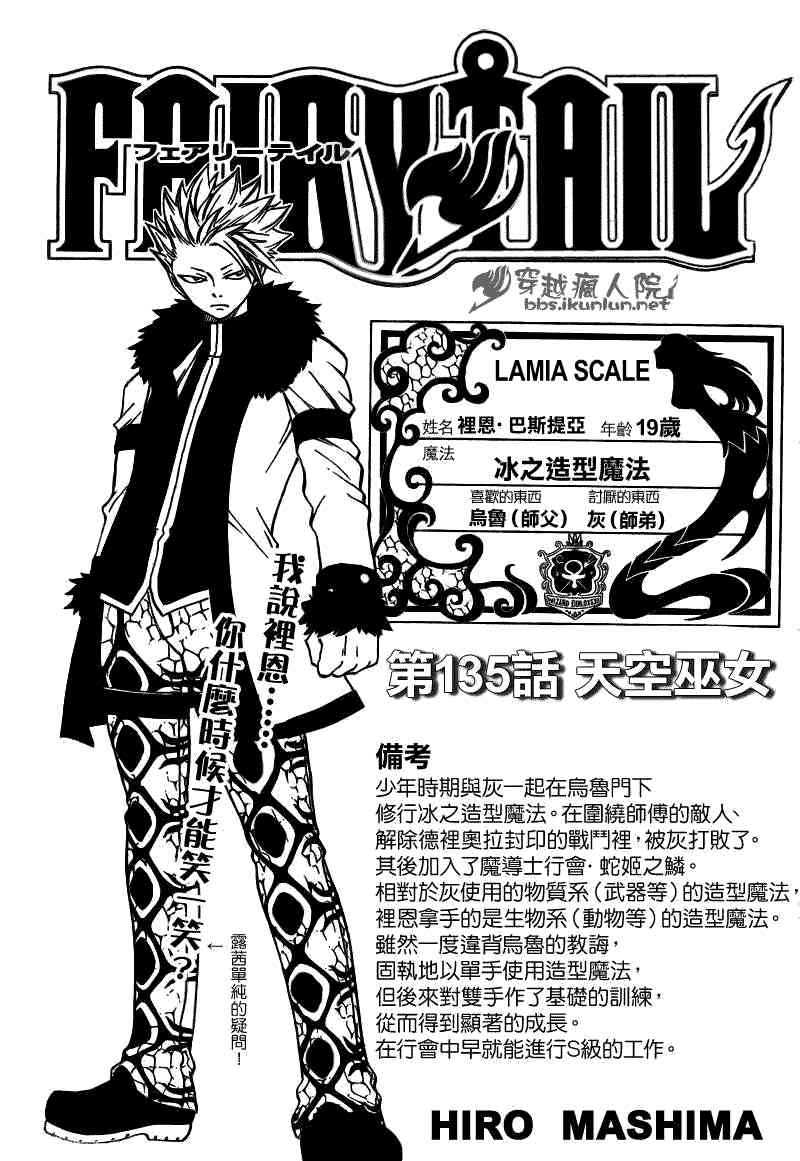 FAIRY TAIL
フェアリーテイル
穿越瘋人院
bbs.ikunlun.net
LAMIA SCALE
姓名 裡恩·巴斯提亞 年齡 19歲
魔法
冰之造型魔法
喜歡的東西 討厭的東西
烏魯(師父) 灰(師弟)
我說裡恩……
你什麼時候才能笑一笑?
←露茜單純的疑問!
第135話 天空巫女
備考
少年時期與灰一起在烏魯門下
修行冰之造型魔法。在圍繞師傅的敵人、
解除德裡奧拉封印的戰鬥裡,被灰打敗了。
其後加入了魔導士行會·蛇姬之鱗。
相對於灰使用的物質系(武器等)的造型魔法,
裡恩拿手的是生物系(動物等)的造型魔法。
雖然一度違背烏魯的教誨,
固執地以單手使用造型魔法,
但後來對雙手作了基礎的訓練,
從而得到顯著的成長。
在行會中早就能進行S級的工作。
HIRO MASHIMA